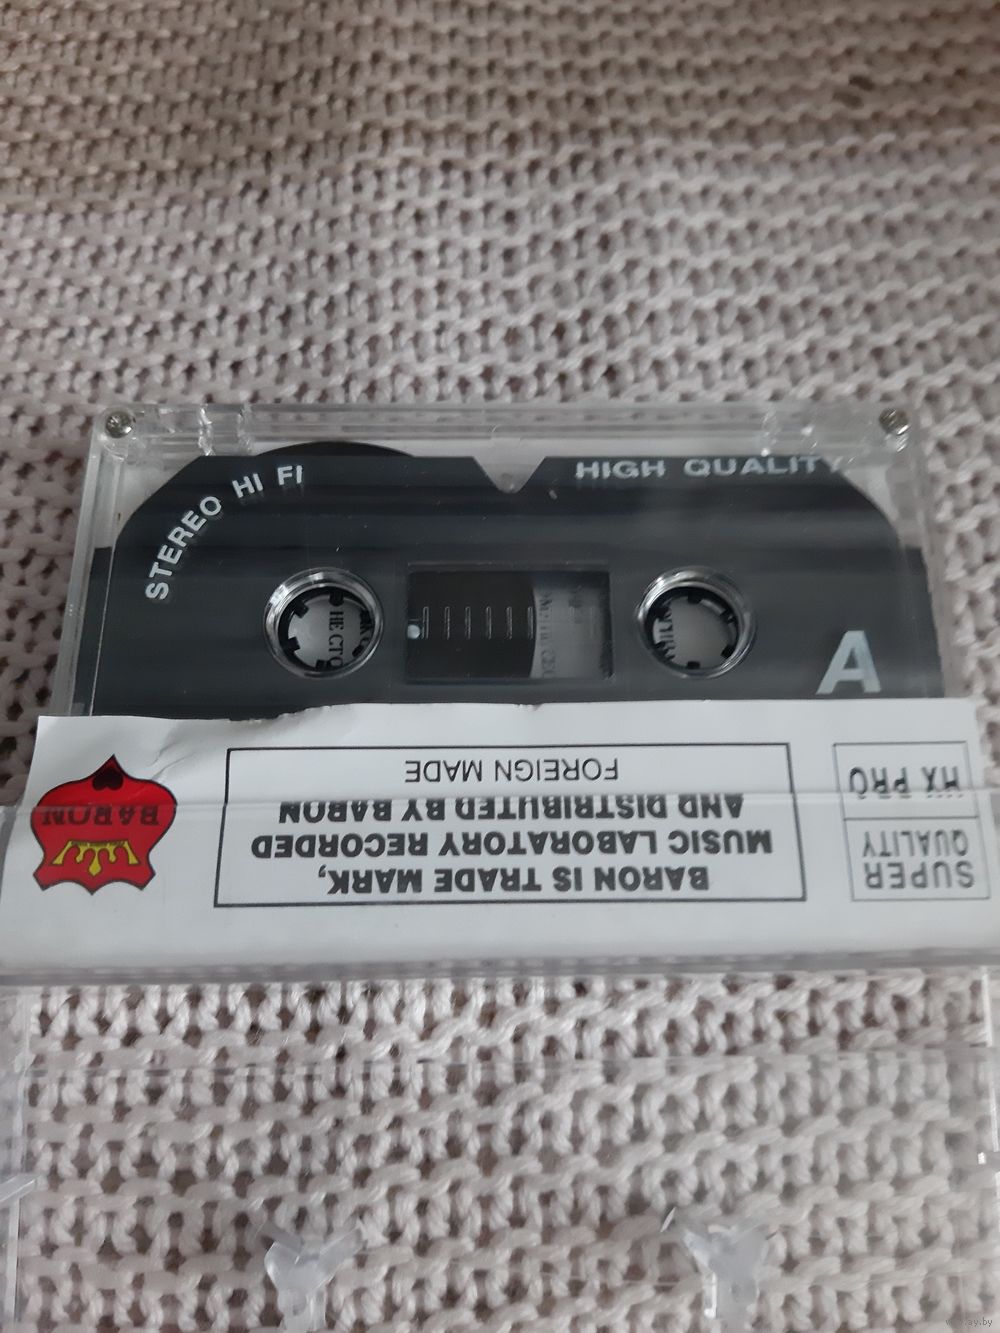 STEREO HI FI
HIGH QUALITY
A
BARON IS TRADE MARK,
MUSIC LABORATORY RECORDED
AND DISTRIBUTED BY BARON
FOREIGN MADE
SUPER
QUALITY
HX PRO
BARON